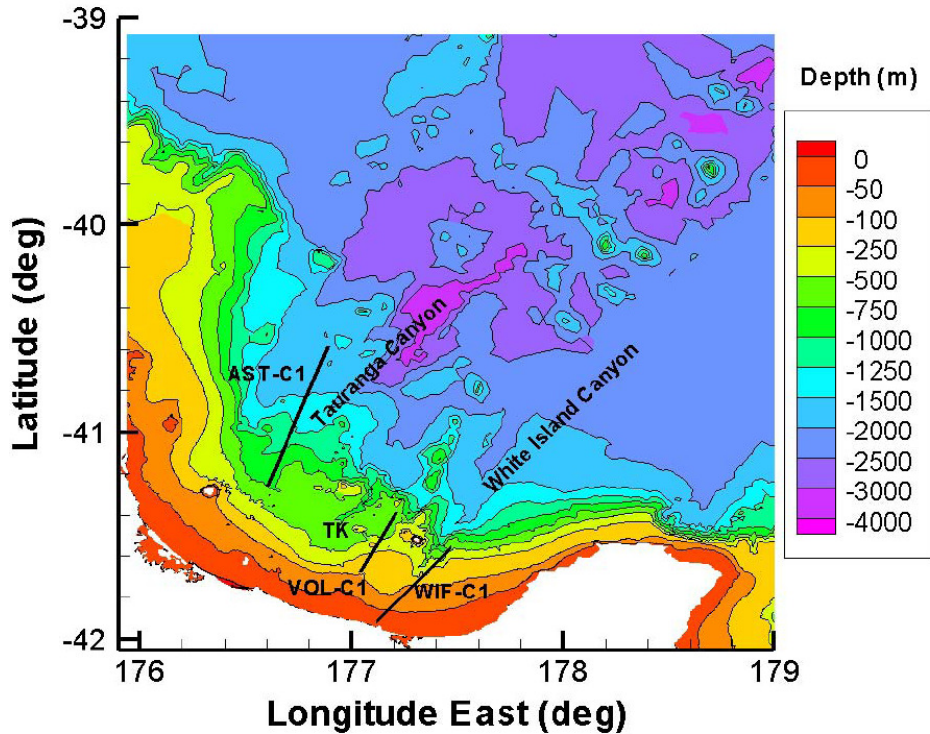 -39
-40
-41
-42
Latitude (deg)
176
177
178
179
Longitude East (deg)
AST-C1
Tauranga Canyon
White Island Canyon
TK
VOL-C1
WIF-C1
Depth (m)
0
-50
-100
-250
-500
-750
-1000
-1250
-1500
-2000
-2500
-3000
-4000